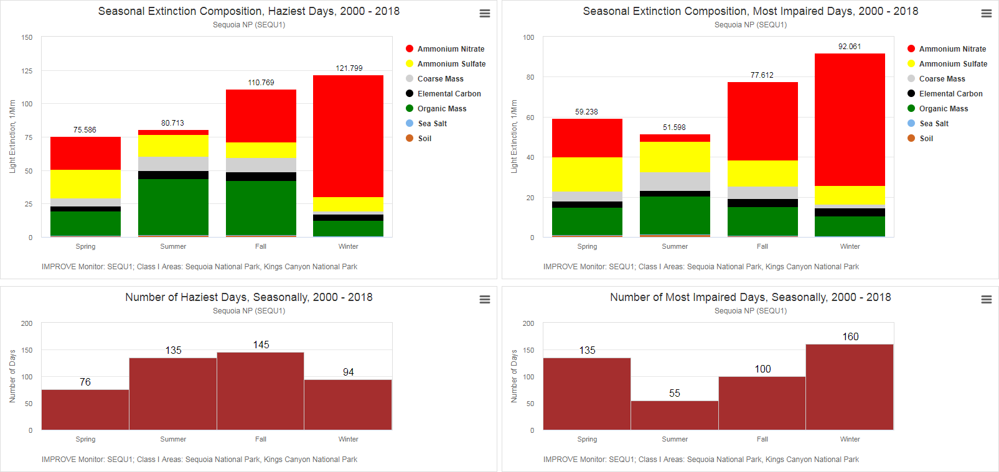 Seasonal Extinction Composition, Haziest Days, 2000 - 2018
Sequoia NP (SEQU1)
150
125
100
75
50
25
0
Light Extinction, 1/Mm
75.586
80.713
110.769
121.799
Spring
Summer
Fall
Winter
Ammonium Nitrate
Ammonium Sulfate
Coarse Mass
Elemental Carbon
Organic Mass
Sea Salt
Soil
IMPROVE Monitor: SEQU1; Class I Areas: Sequoia National Park, Kings Canyon National Park
Seasonal Extinction Composition, Most Impaired Days, 2000 - 2018
Sequoia NP (SEQU1)
100
80
60
40
20
0
Light Extinction, 1/Mm
59.238
51.598
77.612
92.061
Spring
Summer
Fall
Winter
Ammonium Nitrate
Ammonium Sulfate
Coarse Mass
Elemental Carbon
Organic Mass
Sea Salt
Soil
IMPROVE Monitor: SEQU1; Class I Areas: Sequoia National Park, Kings Canyon National Park
Number of Haziest Days, Seasonally, 2000 - 2018
Sequoia NP (SEQU1)
200
150
100
50
0
Number of Days
76
135
145
94
Spring
Summer
Fall
Winter
IMPROVE Monitor: SEQU1; Class I Areas: Sequoia National Park, Kings Canyon National Park
Number of Most Impaired Days, Seasonally, 2000 - 2018
Sequoia NP (SEQU1)
200
150
100
50
0
Number of Days
135
55
100
160
Spring
Summer
Fall
Winter
IMPROVE Monitor: SEQU1; Class I Areas: Sequoia National Park, Kings Canyon National Park